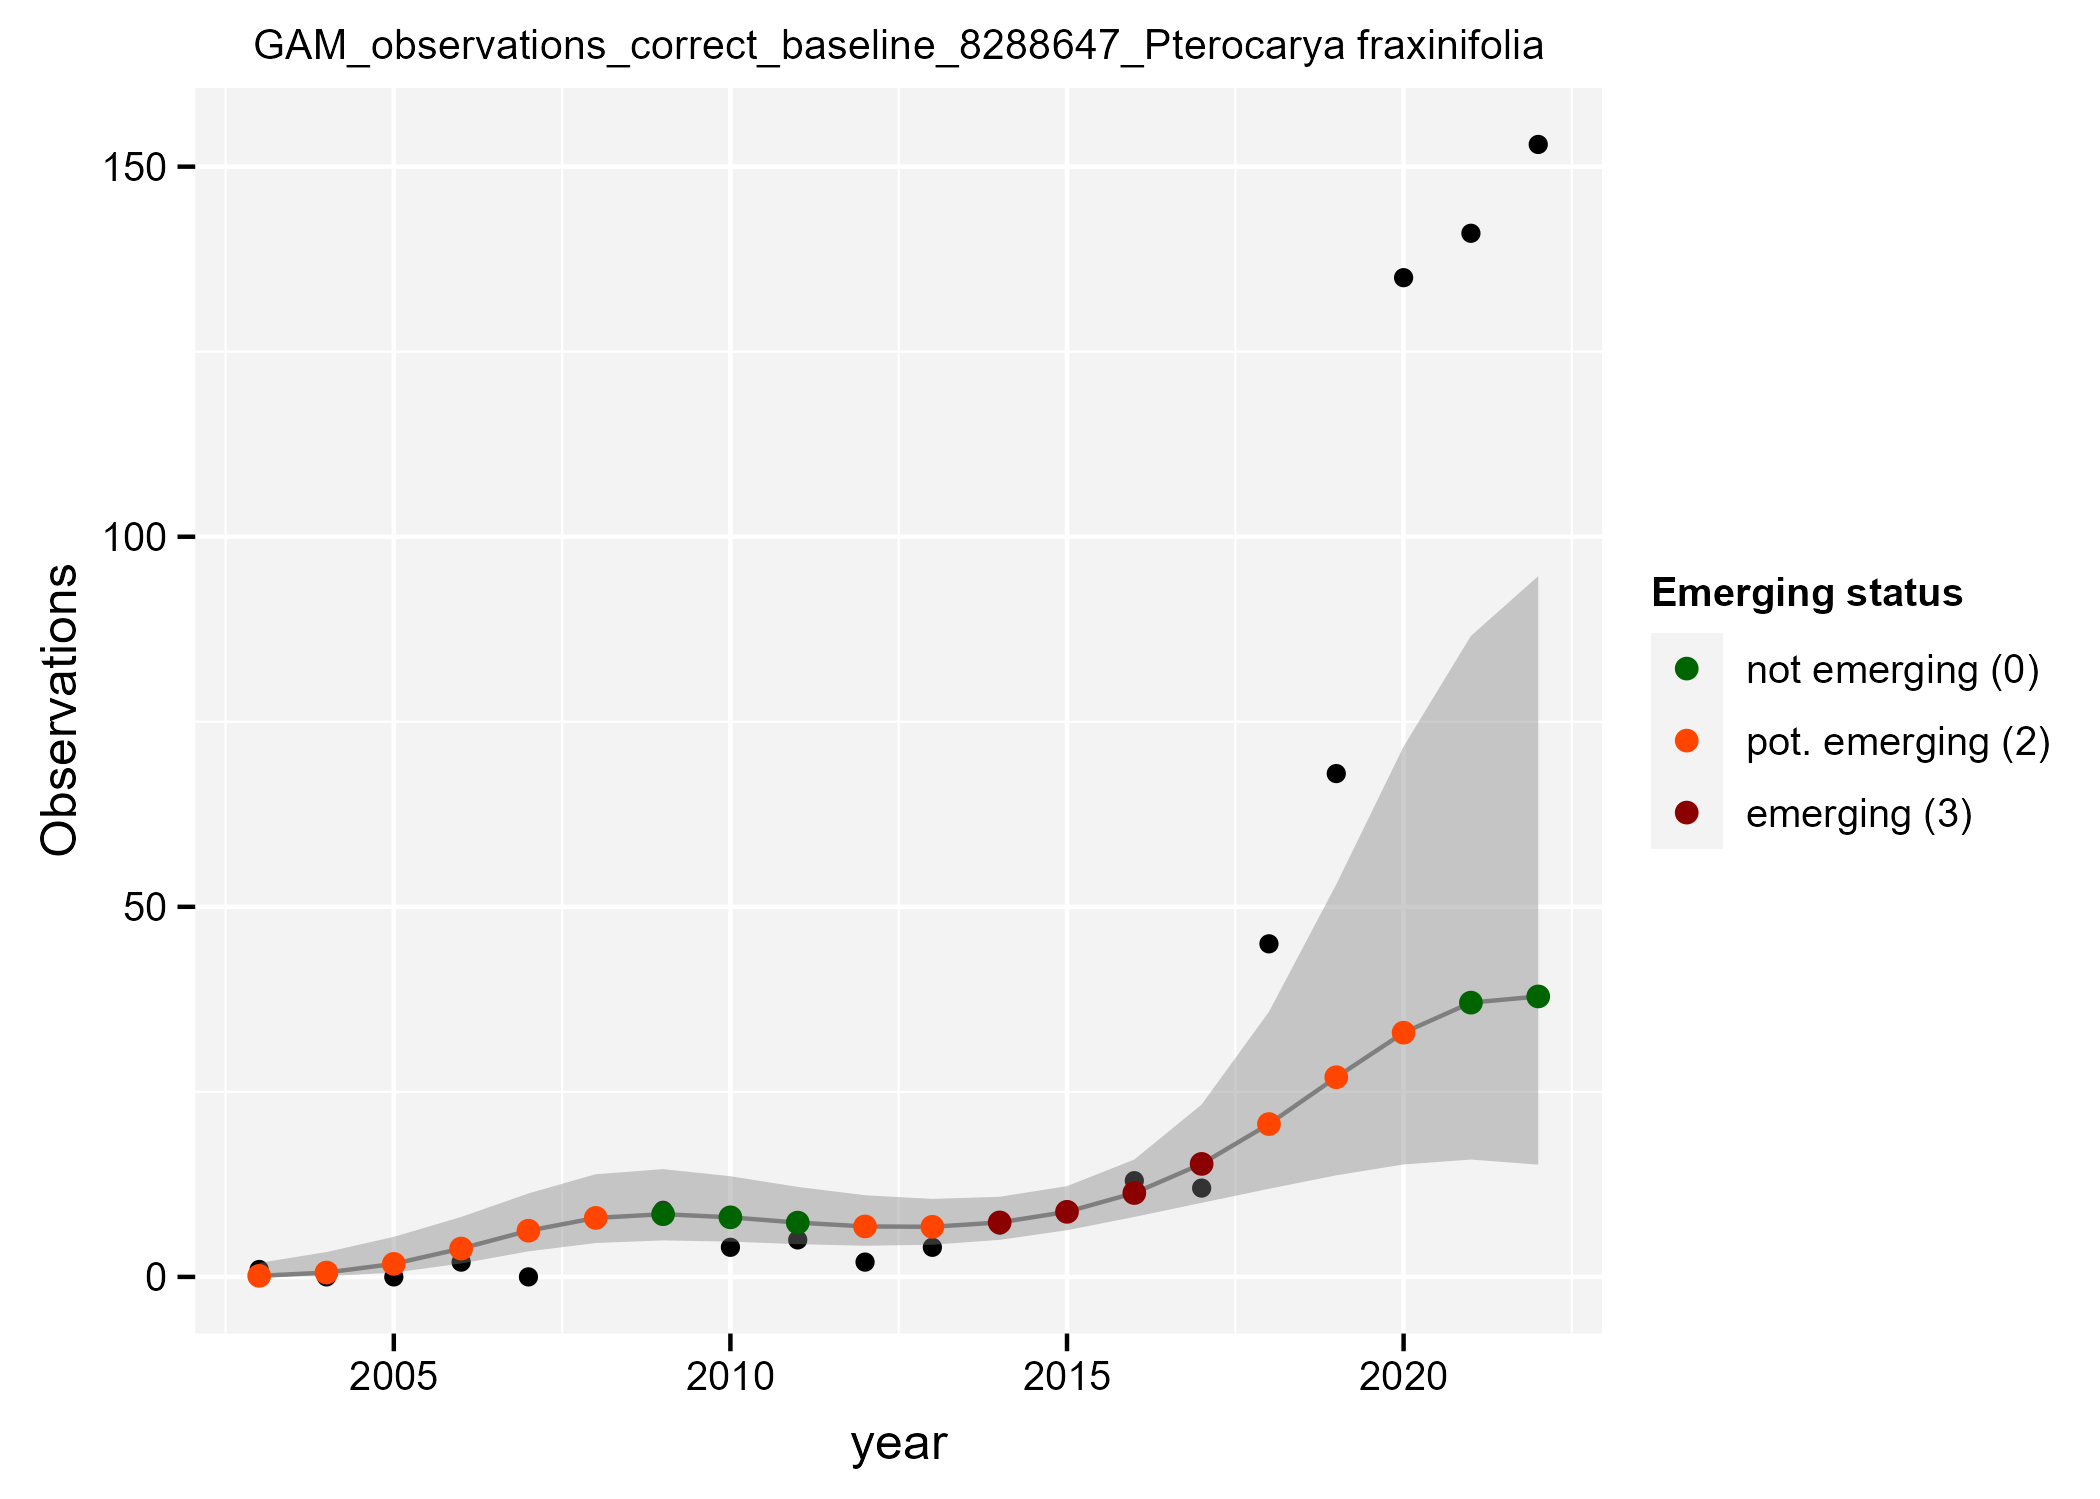 GAM_observations_correct_baseline_8288647_Pterocarya fraxinifolia
150
100
50
0
Observations
2005 2010 2015 2020
year
Emerging status
not emerging (0)
pot. emerging (2)
emerging (3)